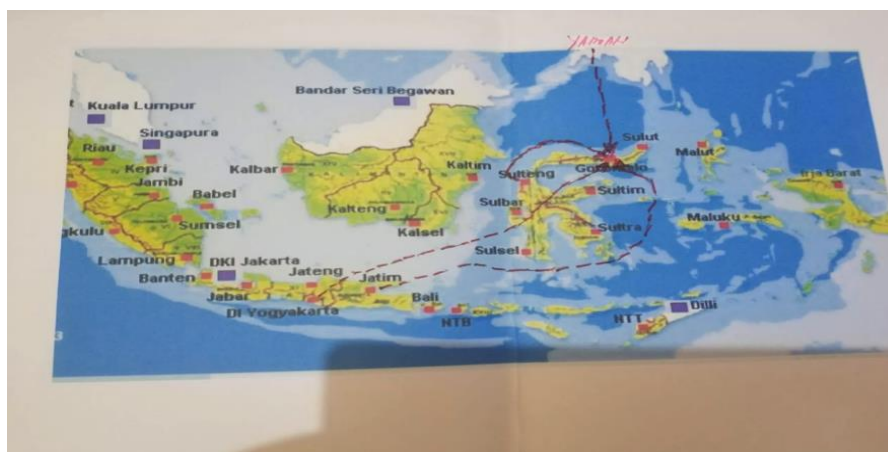 Bandar Seri Begawan
Kuala Lumpur
Singapura
Sulut
Malut
Riau
Kepri
Kalbar
Kaltim
Sulteng
Jambi
Babel
Sultim
Irja Barat
Sumsel
Kalteng
Sulbar
Kalsel
Sultra
Maluku
gkulu
Lampung
DKI Jakarta
Sulsel
Banten
Jateng
Jatim
Jabar
Bali
DI Yogyakarta
NTB
NTT
Dilli
3